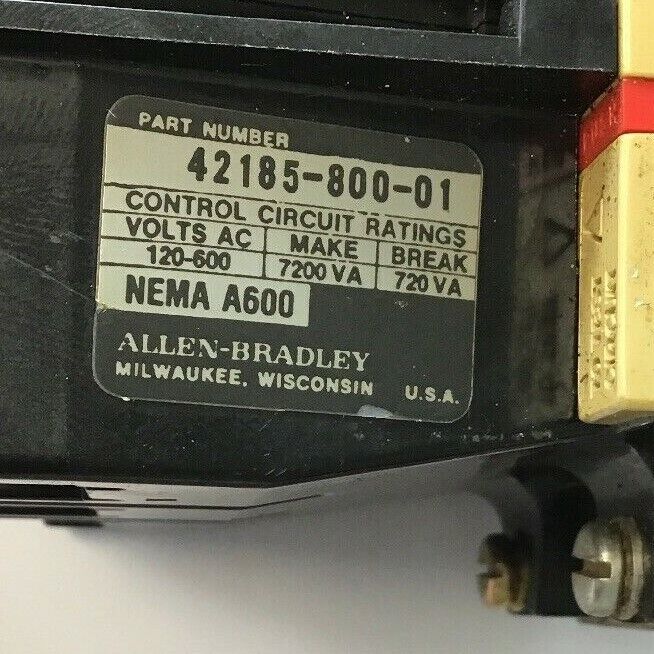 PART NUMBER
42185-800-01
CONTROL CIRCUIT RATINGS
VOLTS AC MAKE BREAK
120-600 7200 VA 720 VA
NEMA A600
ALLEN-BRADLEY
MILWAUKEE, WISCONSIN U.S.A.